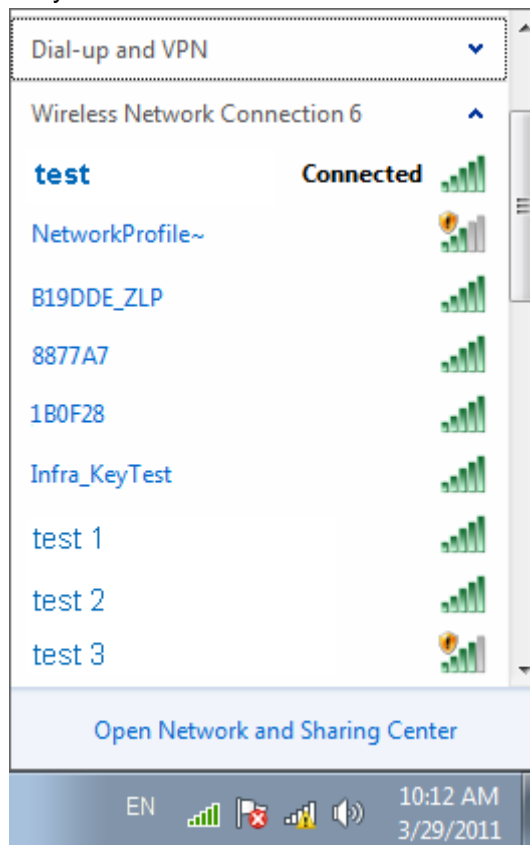 Dial-up and VPN
Wireless Network Connection 6
test Connected
NetworkProfile~
B19DDE_ZLP
8877A7
1B0F28
Infra_KeyTest
test 1
test 2
test 3
Open Network and Sharing Center
EN 10:12 AM
3/29/2011